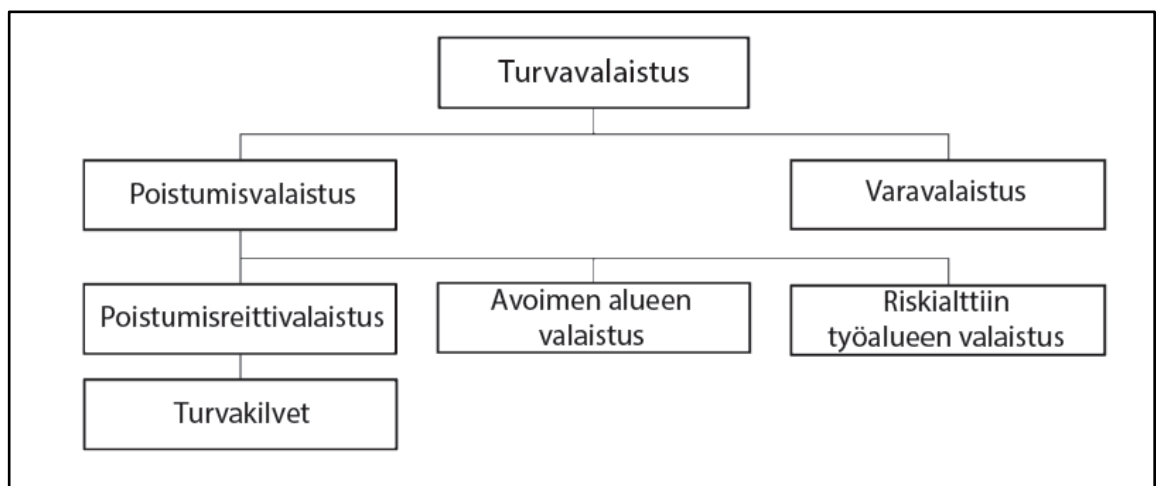 Turvavalaistus
Poistumisvalaistus
Varavalaistus
Poistumisreittivalaistus
Avoimen alueen
valaistus
Riskialttiin
työalueen valaistus
Turvakilvet